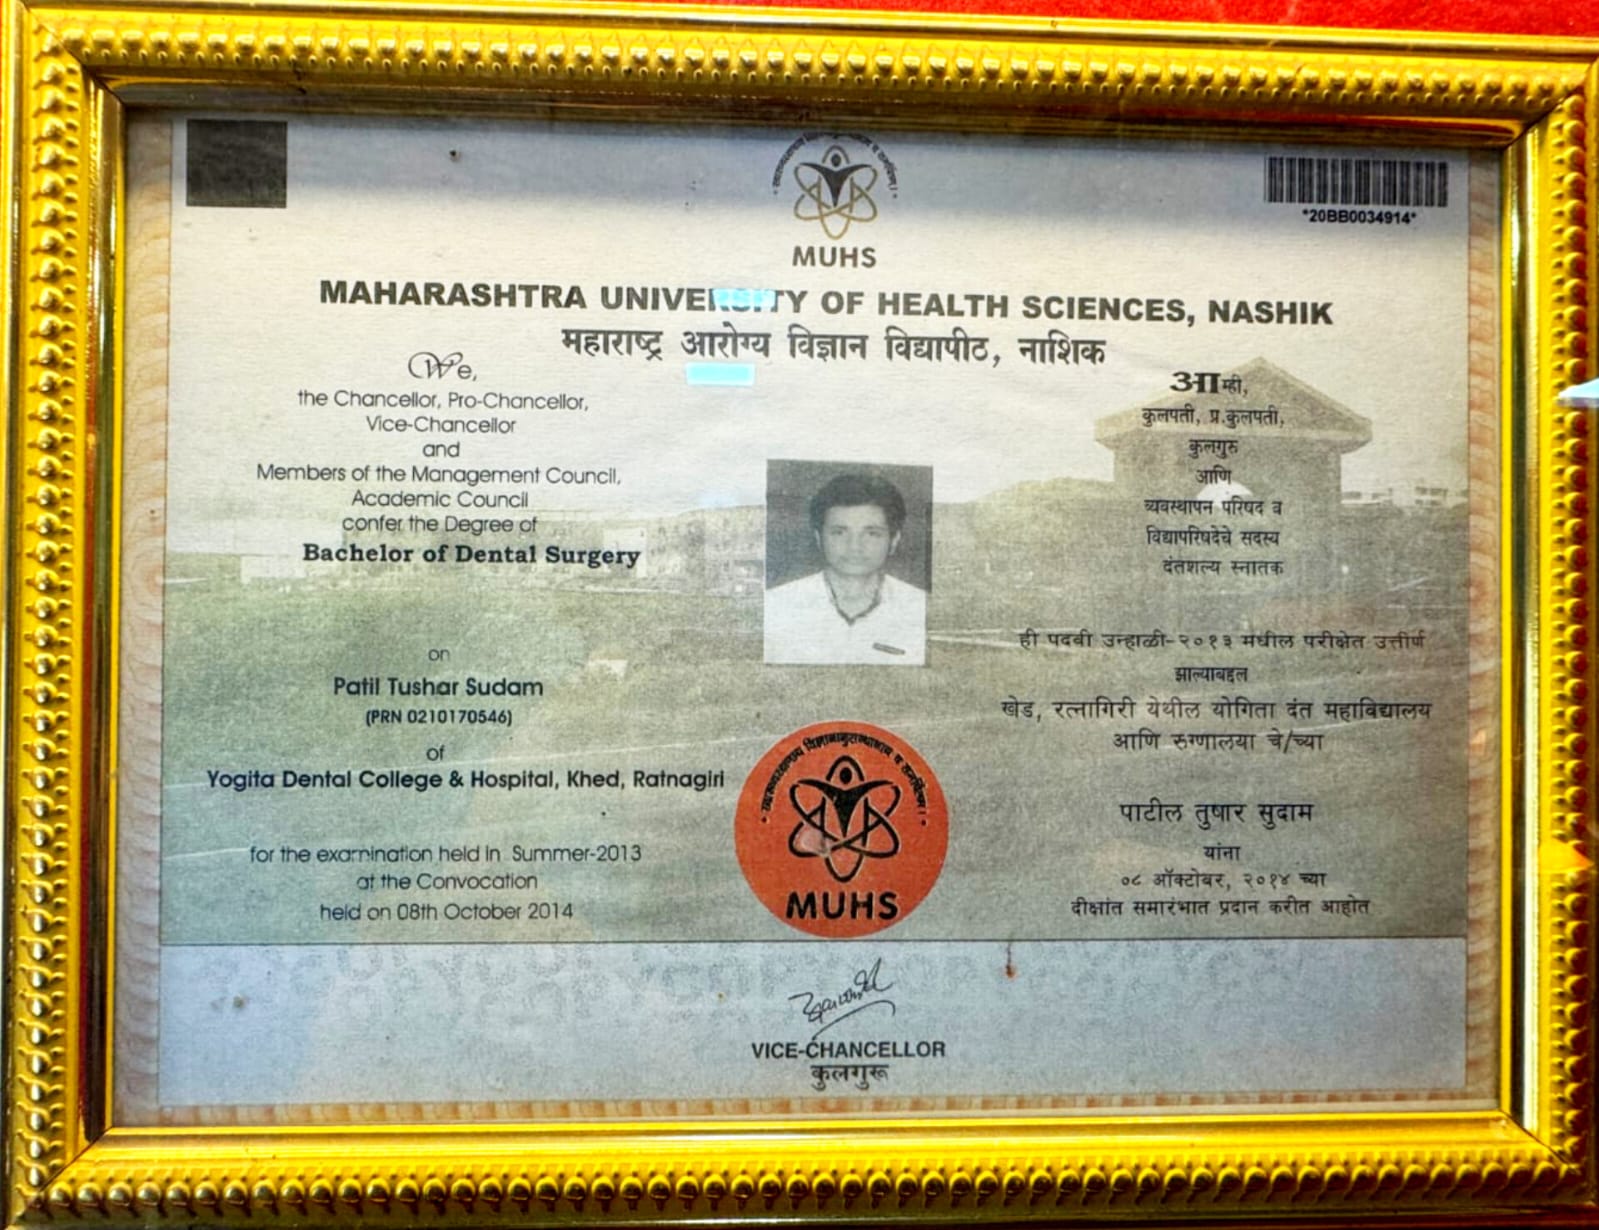 MUHS
*20BB0034914*
MAHARASHTRA UNIVERSITY OF HEALTH SCIENCES, NASHIK
महाराष्ट्र आरोग्य विज्ञान विद्यापीठ, नाशिक
We,
the Chancellor, Pro-Chancellor,
Vice-Chancellor
and
Members of the Management Council,
Academic Council
confer the Degree of
Bachelor of Dental Surgery
on
Patil Tushar Sudam
(PRN 0210170546)
of
Yogita Dental College & Hospital, Khed, Ratnagiri
for the examination held in Summer-2013
at the Convocation
held on 08th October 2014
आम्ही,
कुलपती, प्र.कुलपती,
कुलगुरु
आणि
व्यवस्थापन परिषद व
विद्यापरिषदेचे सदस्य
दंतशल्य स्नातक
ही पदवी उन्हाळी-२०१३ मधील परीक्षेत उत्तीर्ण
झाल्याबद्दल
खेड, रत्नागिरी येथील योगिता दंत महाविद्यालय
आणि रुग्णालया चे/च्या
पाटील तुषार सुदाम
यांना
०८ ऑक्टोबर, २०१४ च्या
दीक्षांत समारंभात प्रदान करीत आहोत
MUHS
VICE-CHANCELLOR
कुलगुरू